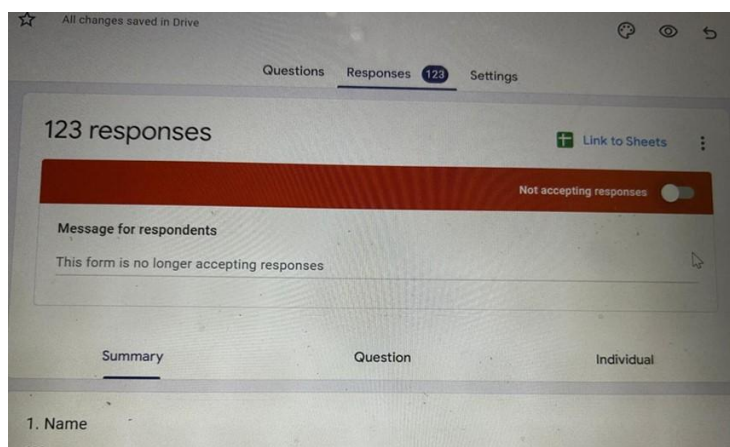 All changes saved in Drive
Questions Responses 123 Settings
123 responses
Link to Sheets
Not accepting responses
Message for respondents
This form is no longer accepting responses
Summary Question Individual
1. Name